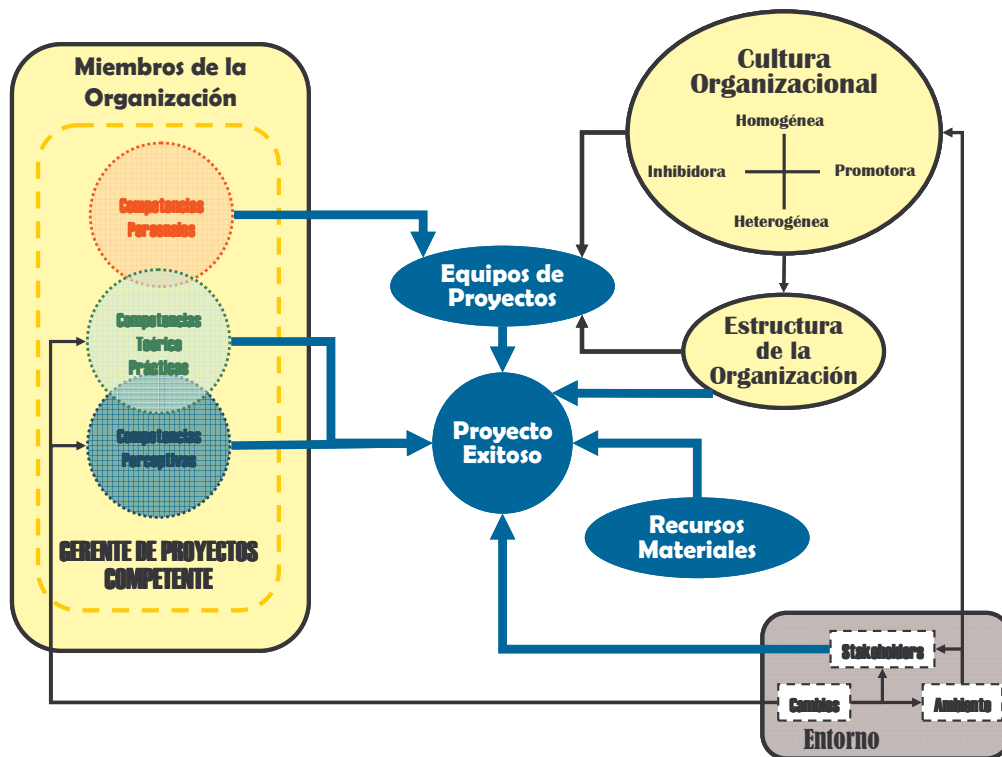 Miembros de la
Organización
Competencias
Personales
Competencias
Teórico
Prácticas
Competencias
Perceptivas
GERENTE DE PROYECTOS
COMPETENTE
Equipos de
Proyectos
Proyecto
Exitoso
Recursos
Materiales
Cultura
Organizacional
Homogénea
Inhibidora
Promotora
Heterogénea
Estructura
de la
Organización
Stakeholders
Cambios
Ambiente
Entorno